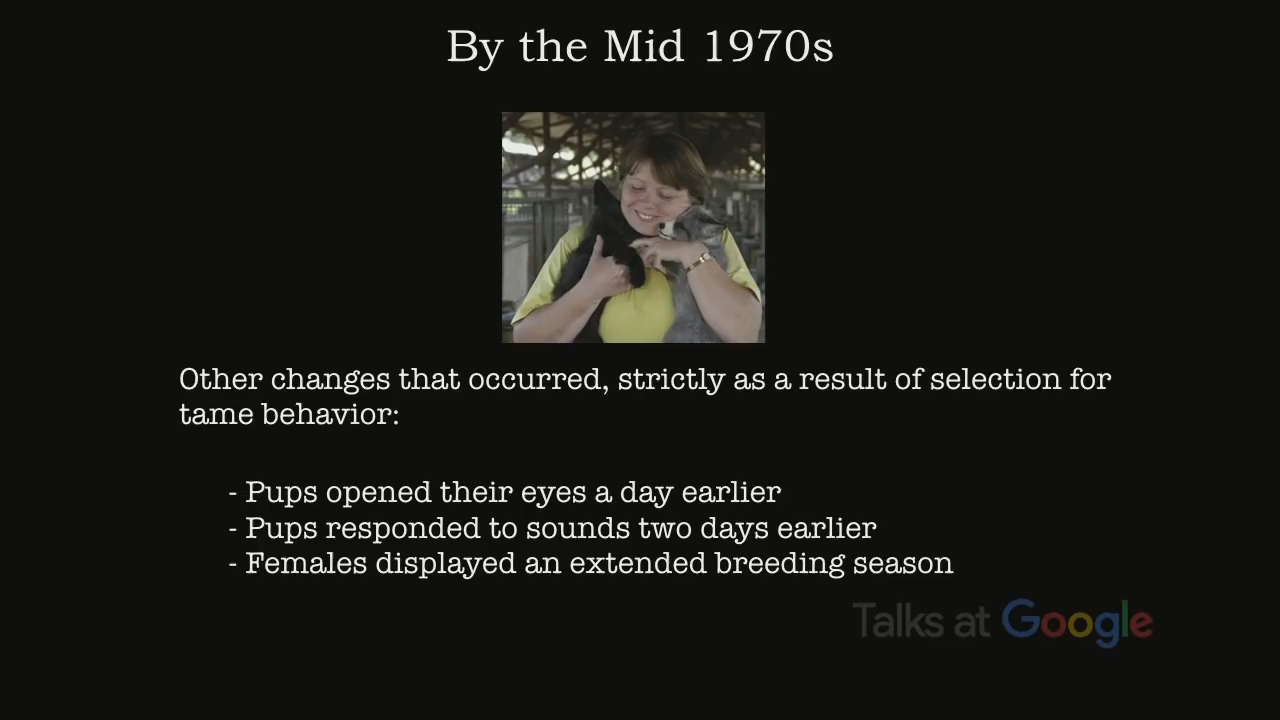 By the Mid 1970s
Other changes that occurred, strictly as a result of selection for
tame behavior:
- Pups opened their eyes a day earlier
- Pups responded to sounds two days earlier
- Females displayed an extended breeding season
Talks at Google